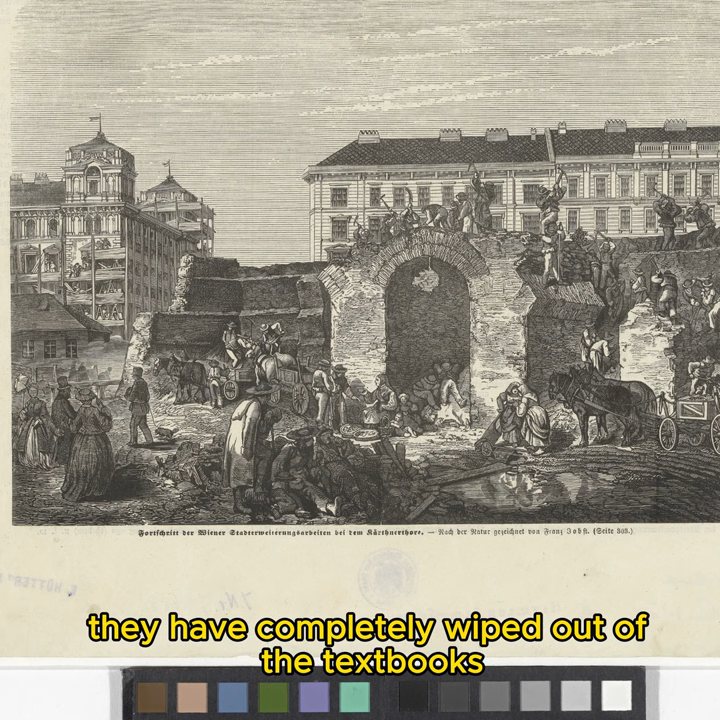 Fortschritt der Wiener Stadterweiterungsarbeiten bei dem Kärthnerthore. — Nach der Natur gezeichnet von Franz Jobst. (Seite 303.)
they have completely wiped out of
the textbooks